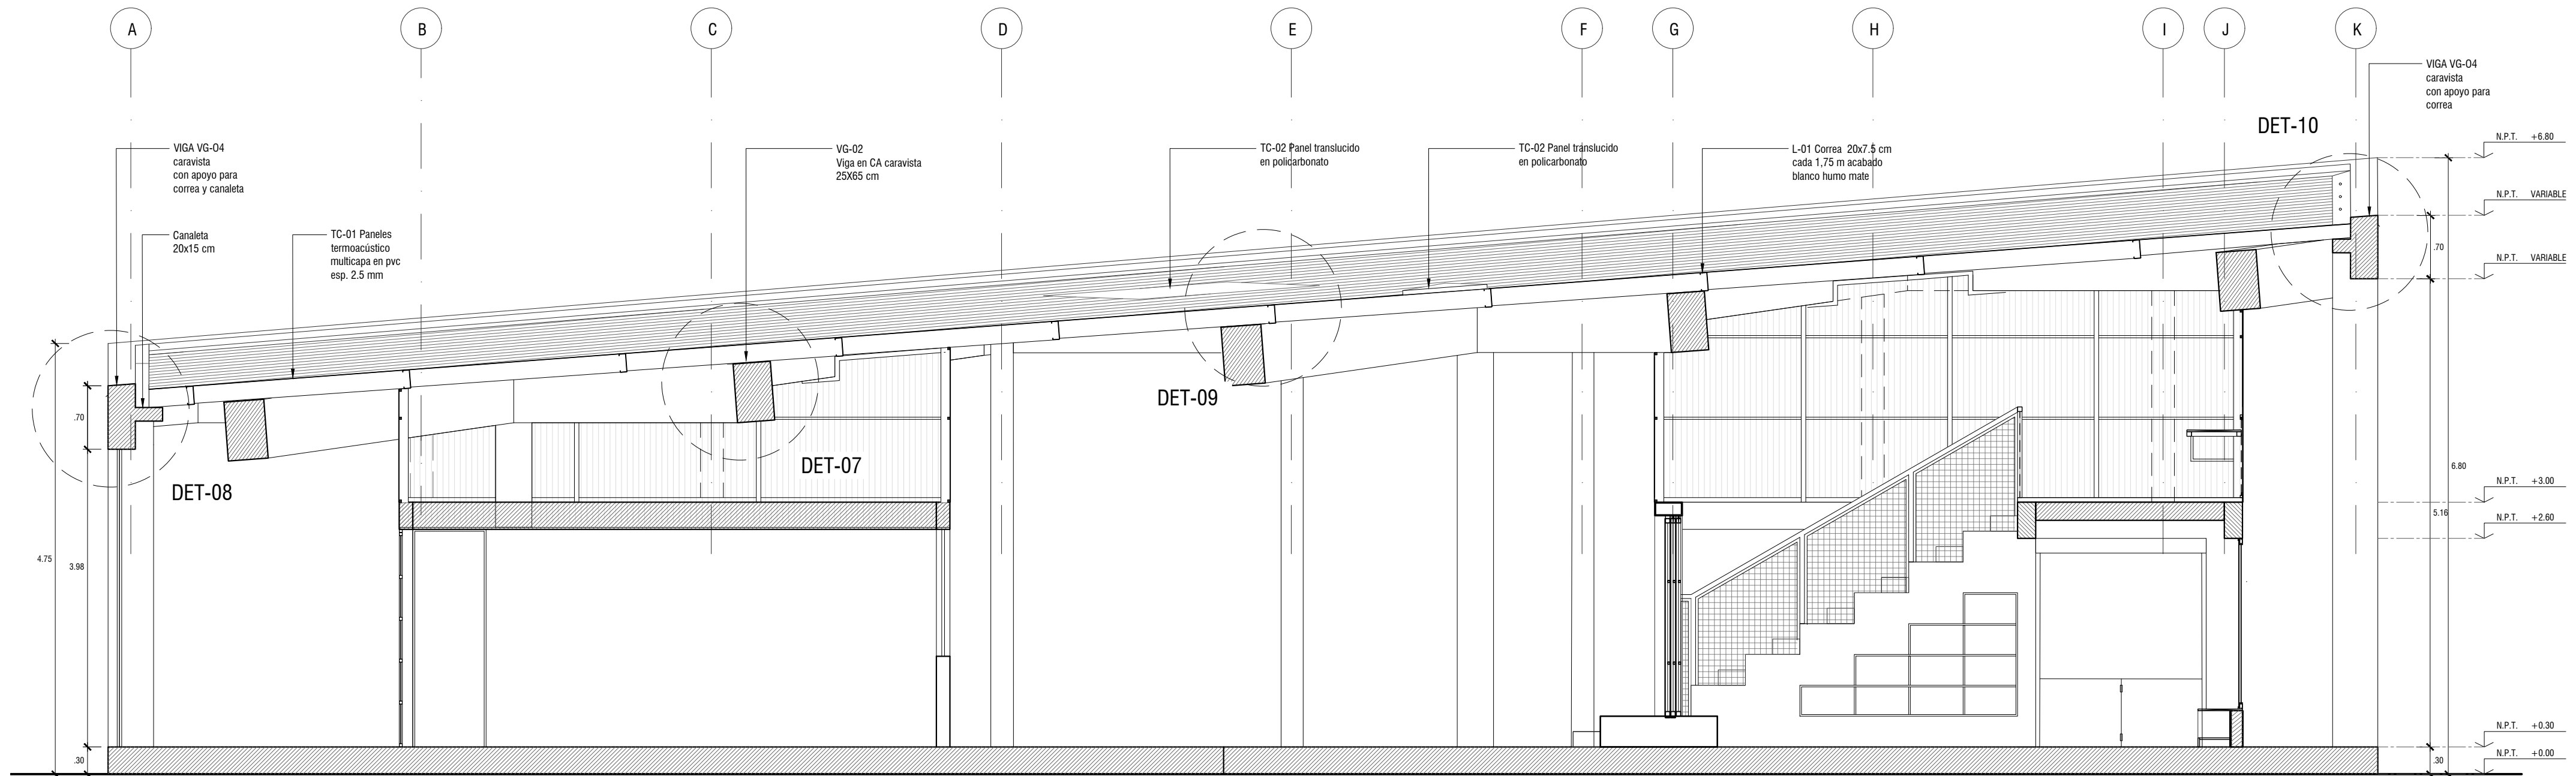 A
B
C
D
E
F
G
H
I
J
K
VIGA VG-O4
caravista
con apoyo para
correa
DET-10
N.P.T. +6.80
VIGA VG-O4
caravista
con apoyo para
correa y canaleta
VG-02
Viga en CA caravista
25X65 cm
TC-02 Panel translucido
en policarbonato
TC-02 Panel translucido
en policarbonato
L-01 Correa 20x7.5 cm
cada 1,75 m acabado
blanco humo mate
N.P.T. VARIABLE
Canaleta
20x15 cm
TC-01 Paneles
termoacústico
multicapa en pvc
esp. 2.5 mm
.70
N.P.T. VARIABLE
DET-09
.70
DET-07
DET-08
6.80
N.P.T. +3.00
5.16
N.P.T. +2.60
4.75
3.98
N.P.T. +0.30
.30
.30
N.P.T. +0.00